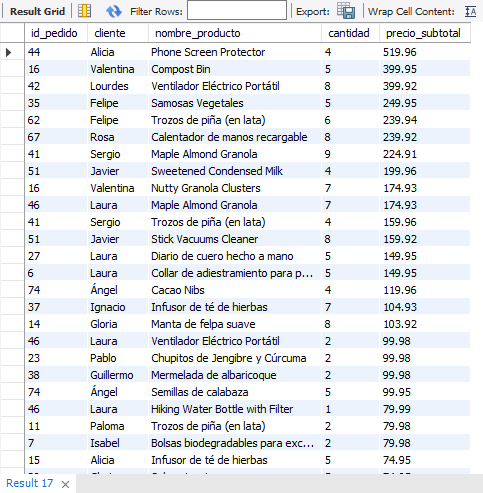 Result Grid Filter Rows: Export: Wrap Cell Content:
id_pedido cliente nombre_producto cantidad precio_subtotal
44 Alicia Phone Screen Protector 4 519.96
16 Valentina Compost Bin 5 399.95
42 Lourdes Ventilador Eléctrico Portátil 8 399.92
35 Felipe Samosas Vegetales 5 249.95
62 Felipe Trozos de piña (en lata) 6 239.94
67 Rosa Calentador de manos recargable 8 239.92
41 Sergio Maple Almond Granola 9 224.91
51 Javier Sweetened Condensed Milk 4 199.96
16 Valentina Nutty Granola Clusters 7 174.93
46 Laura Maple Almond Granola 7 174.93
41 Sergio Trozos de piña (en lata) 4 159.96
51 Javier Stick Vacuums Cleaner 8 159.92
27 Laura Diario de cuero hecho a mano 5 149.95
6 Laura Collar de adiestramiento para p... 5 149.95
74 Ángel Cacao Nibs 4 119.96
37 Ignacio Infusor de té de hierbas 7 104.93
14 Gloria Manta de felpa suave 8 103.92
46 Laura Ventilador Eléctrico Portátil 2 99.98
23 Pablo Chupitos de Jengibre y Cúrcuma 2 99.98
38 Guillermo Mermelada de albaricoque 2 99.98
74 Ángel Semillas de calabaza 5 99.95
46 Laura Hiking Water Bottle with Filter 1 79.99
11 Paloma Trozos de piña (en lata) 2 79.98
7 Isabel Bolsas biodegradables para exc... 2 79.98
15 Alicia Infusor de té de hierbas 5 74.95
Result 17